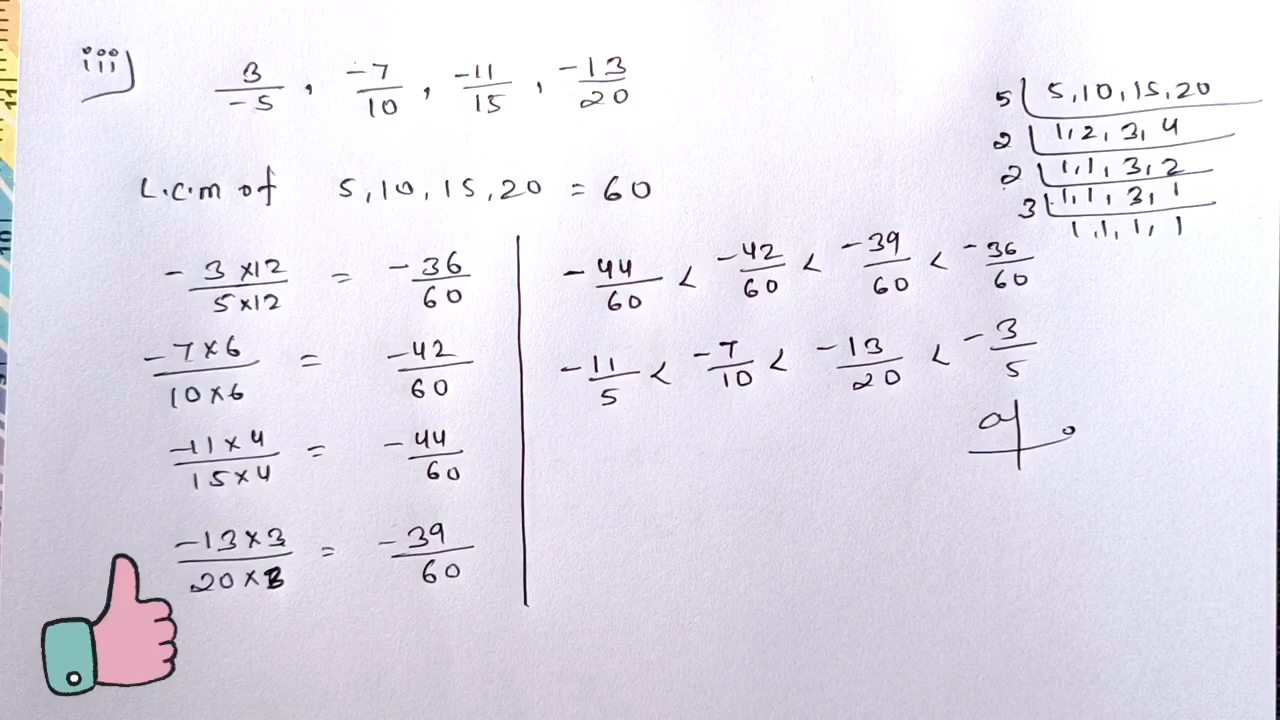 iii) 3/-5 , -7/10 , -11/15 , -13/20
L.C.M of 5,10,15,20 = 60
5 | 5,10,15,20
2 | 1,2,3,4
2 | 1,1,3,2
3 | 1,1,3,1
1,1,1,1
-3×12/5×12 = -36/60
-7×6/10×6 = -42/60
-11×4/15×4 = -44/60
-13×3/20×3 = -39/60
-44/60 < -42/60 < -39/60 < -36/60
-11/5 < -7/10 < -13/20 < -3/5